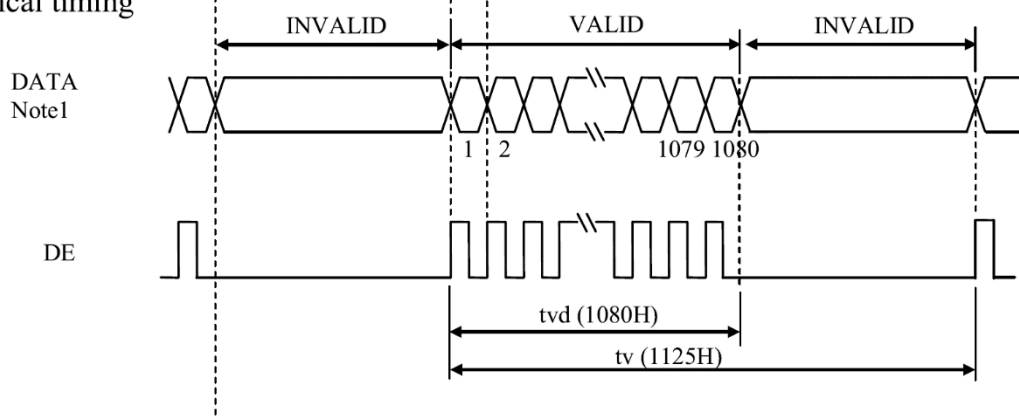 ical timing
INVALID VALID INVALID
DATA
Note1
1 2 1079 1080
DE
tvd (1080H)
tv (1125H)